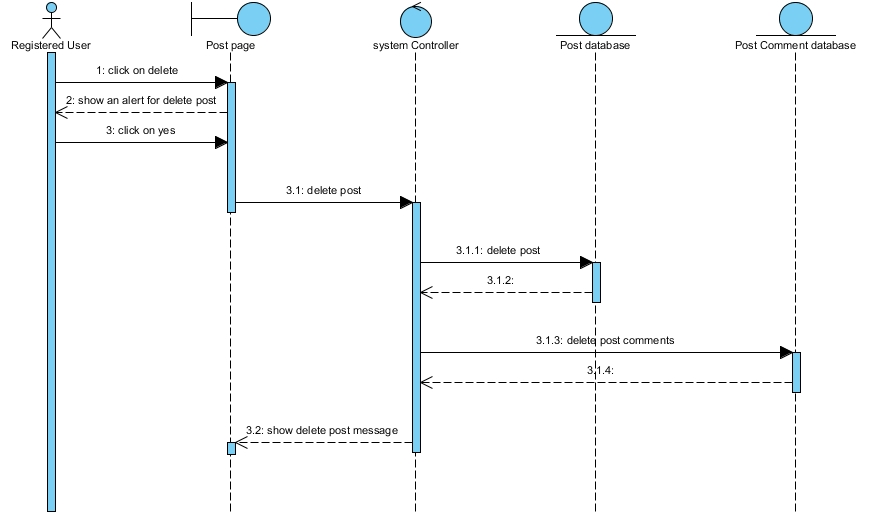 Registered User
Post page
system Controller
Post database
Post Comment database
1: click on delete
2: show an alert for delete post
3: click on yes
3.1: delete post
3.1.1: delete post
3.1.2:
3.1.3: delete post comments
3.1.4:
3.2: show delete post message